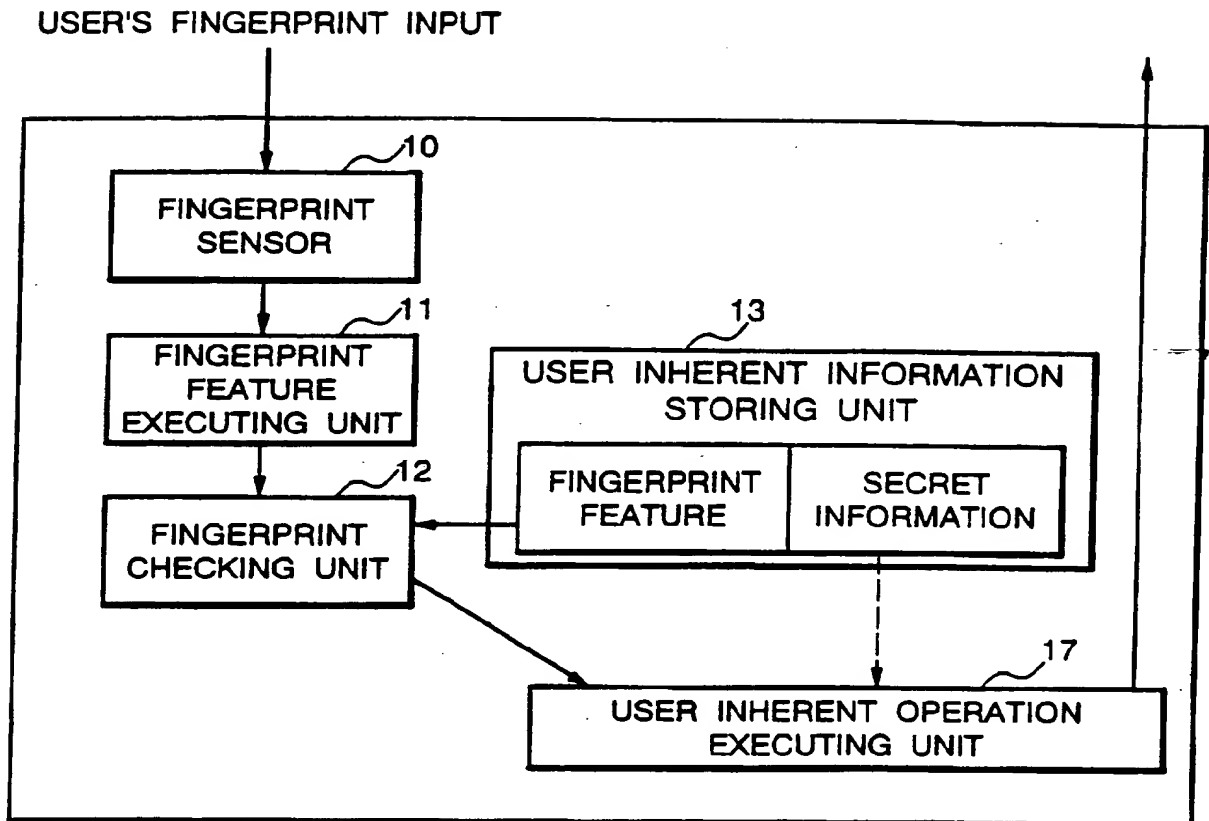 USER'S FINGERPRINT INPUT
10
FINGERPRINT
SENSOR
11
FINGERPRINT
FEATURE
EXECUTING UNIT
12
FINGERPRINT
CHECKING UNIT
13
USER INHERENT INFORMATION
STORING UNIT
FINGERPRINT
FEATURE
SECRET
INFORMATION
17
USER INHERENT OPERATION
EXECUTING UNIT